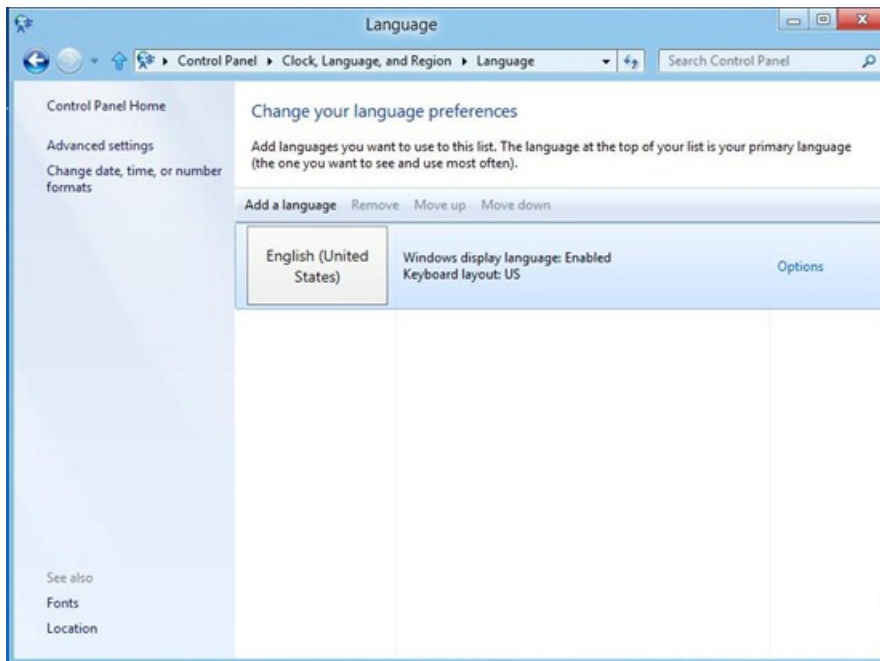 Language
Control Panel ▸ Clock, Language, and Region ▸ Language
Search Control Panel
Control Panel Home
Advanced settings
Change date, time, or number
formats
Change your language preferences
Add languages you want to use to this list. The language at the top of your list is your primary language
(the one you want to see and use most often).
Add a language Remove Move up Move down
English (United
States)
Windows display language: Enabled
Keyboard layout: US
Options
See also
Fonts
Location